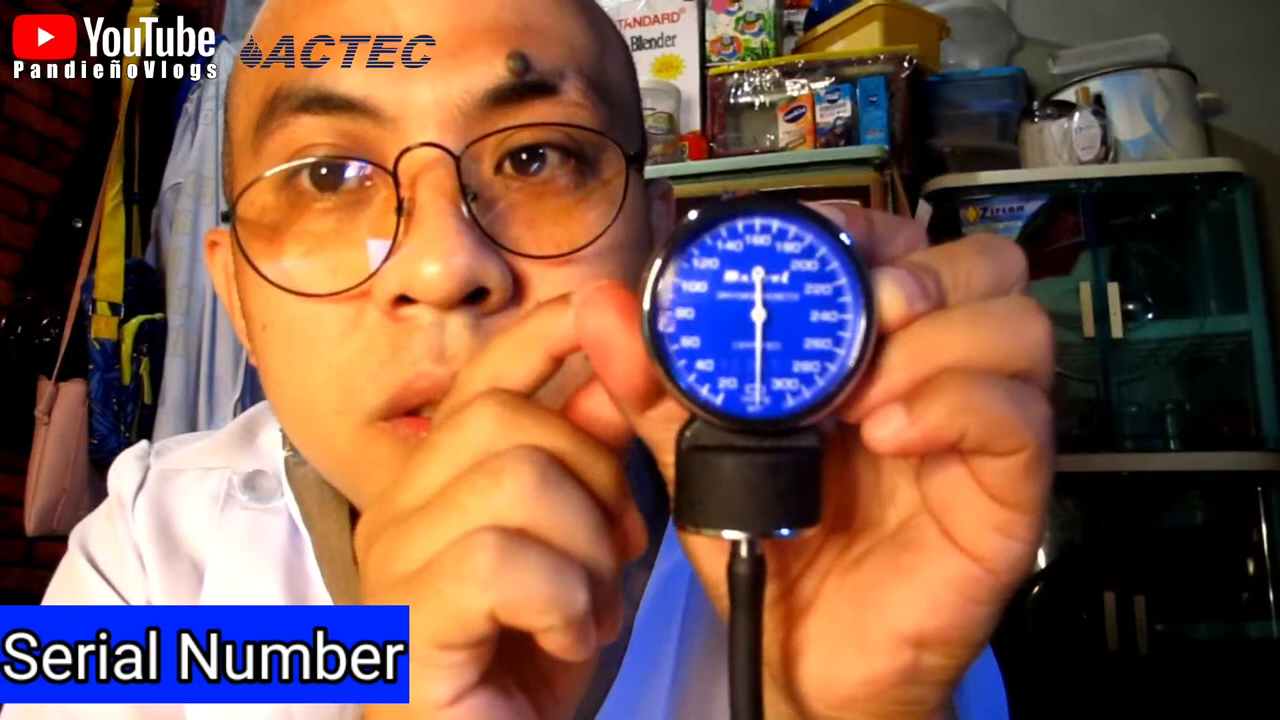 YouTube
PandieñoVlogs
ACTEC
STANDARD®
Blender
Zircon
160
140
180
120
200
100
220
80
240
60
260
40
280
20
300
CERTIFIED
Serial Number